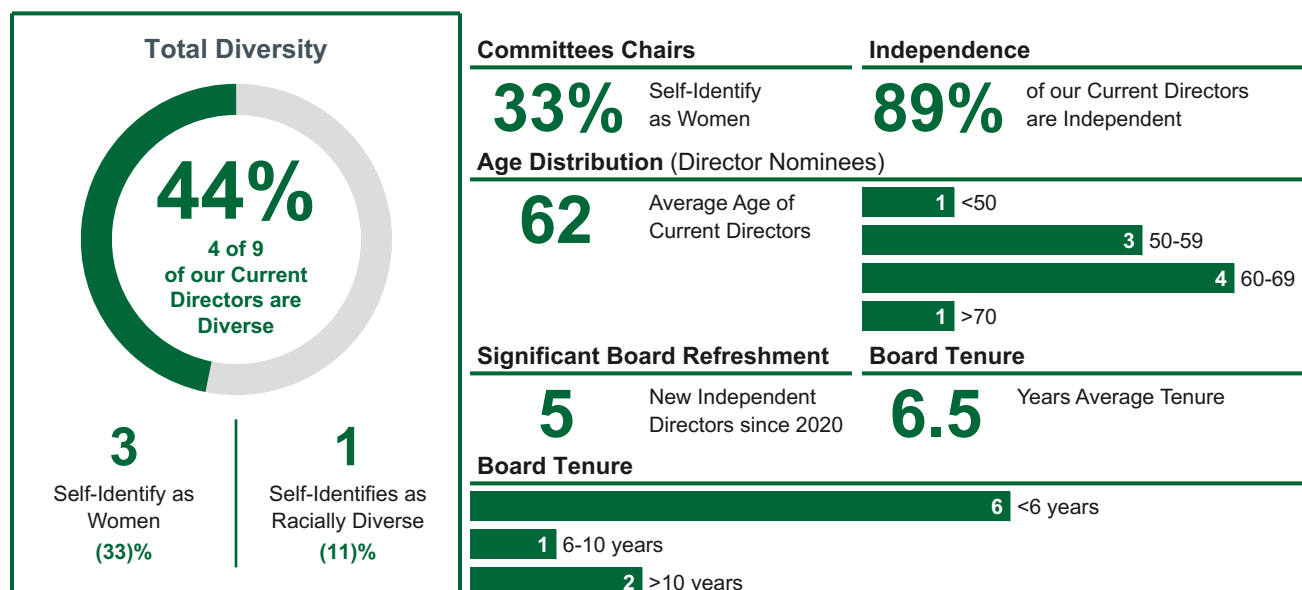 Total Diversity
44%
4 of 9
of our Current
Directors are
Diverse
3
Self-Identify as
Women
(33)%
1
Self-Identifies as
Racially Diverse
(11)%
Committees Chairs
33%
Self-Identify
as Women
Independence
89%
of our Current Directors
are Independent
Age Distribution (Director Nominees)
62
Average Age of
Current Directors
1 <50
3 50-59
4 60-69
1 >70
Significant Board Refreshment
5
New Independent
Directors since 2020
Board Tenure
6.5
Years Average Tenure
Board Tenure
6 <6 years
1 6-10 years
2 >10 years